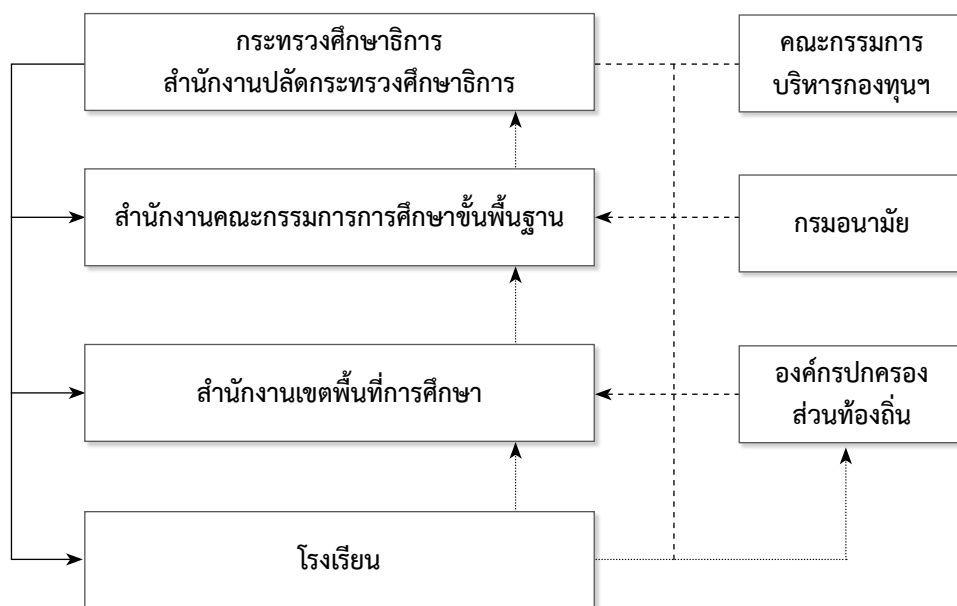 กระทรวงศึกษาธิการ
สำนักงานปลัดกระทรวงศึกษาธิการ
คณะกรรมการ
บริหารกองทุนฯ
สำนักงานคณะกรรมการการศึกษาขั้นพื้นฐาน
กรมอนามัย
สำนักงานเขตพื้นที่การศึกษา
องค์กรปกครอง
ส่วนท้องถิ่น
โรงเรียน